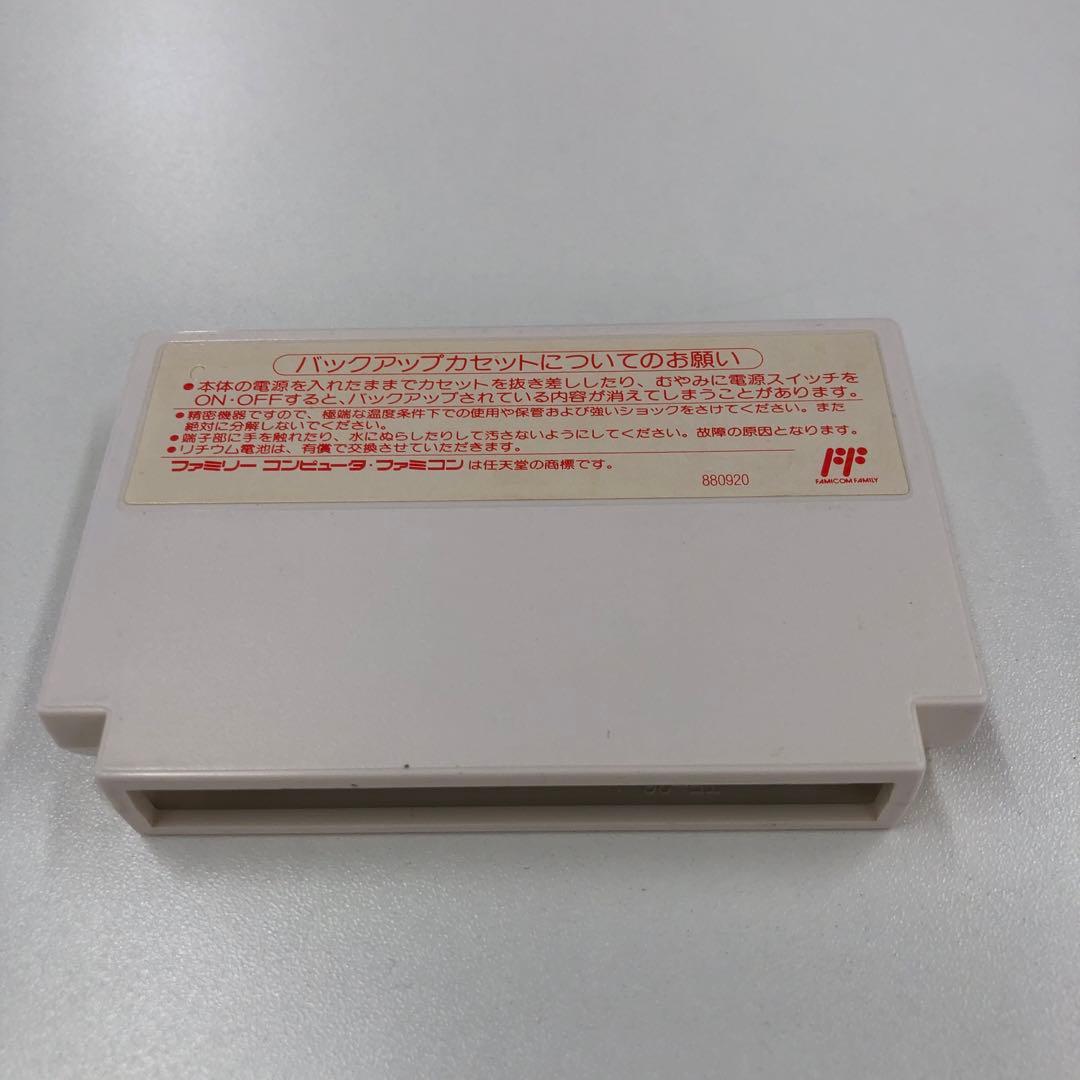 バックアップカセットについてのお願い
●本体の電源を入れたままでカセットを抜き差ししたり、むやみに電源スイッチを
ON・OFFすると、バックアップされている内容が消えてしまうことがあります。
●精密機器ですので、極端な温度条件下での使用や保管および強いショックをさけてください。また
絶対に分解しないでください。
●端子部に手を触れたり、水にぬらしたりして汚さないようにしてください。故障の原因となります。
●リチウム電池は、有償で交換させていただきます。
ファミリー コンピュータ・ファミコン は任天堂の商標です。
880920
FF
FAMICOM FAMILY